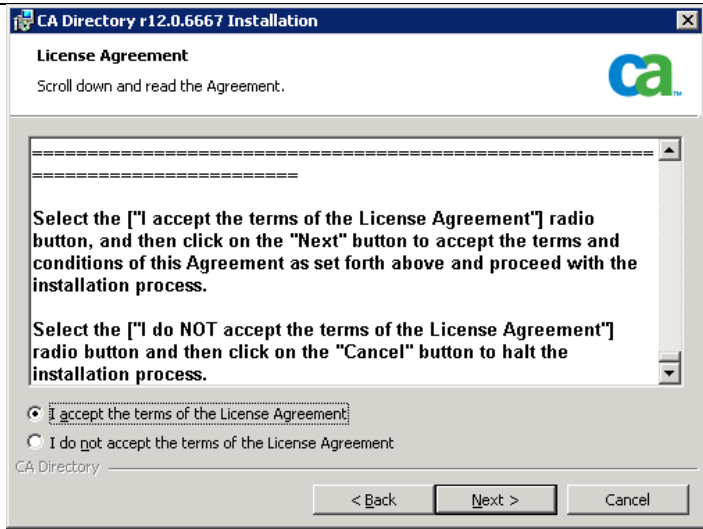 CA Directory r12.0.6667 Installation
License Agreement
Scroll down and read the Agreement.
ca
TM
=========================================================
========================
Select the ["I accept the terms of the License Agreement"] radio
button, and then click on the "Next" button to accept the terms and
conditions of this Agreement as set forth above and proceed with the
installation process.
Select the ["I do NOT accept the terms of the License Agreement"]
radio button and then click on the "Cancel" button to halt the
installation process.
I accept the terms of the License Agreement
I do not accept the terms of the License Agreement
CA Directory
< Back Next > Cancel